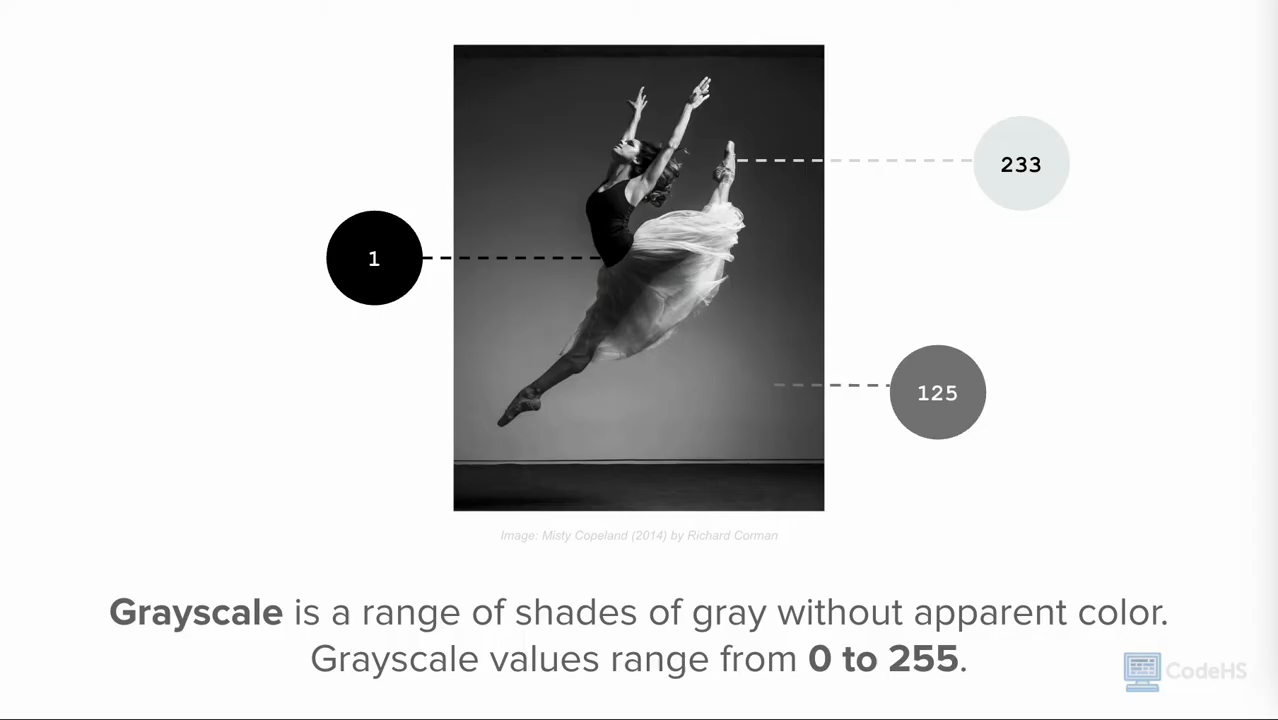 233
1
125
Image: Misty Copeland (2014) by Richard Corman
Grayscale is a range of shades of gray without apparent color.
Grayscale values range from 0 to 255.
CodeHS